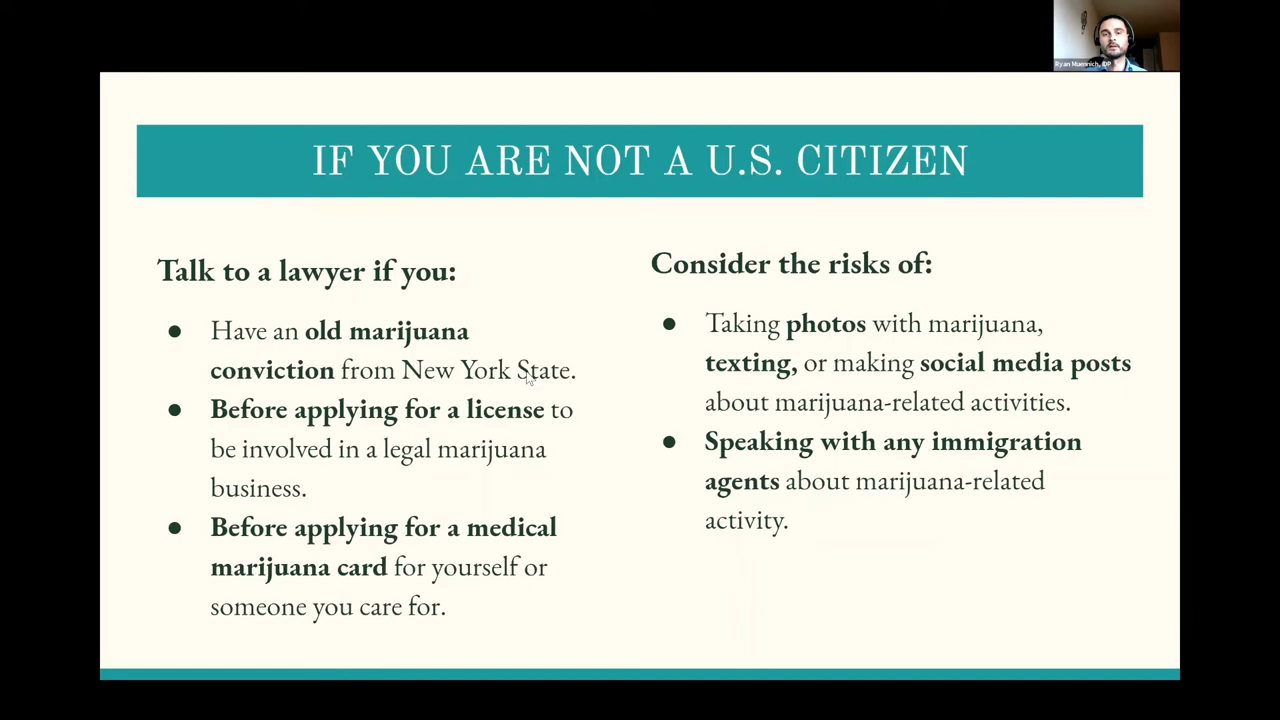 Ryan Muennich, IDP
IF YOU ARE NOT A U.S. CITIZEN
Talk to a lawyer if you:
● Have an old marijuana
conviction from New York State.
● Before applying for a license to
be involved in a legal marijuana
business.
● Before applying for a medical
marijuana card for yourself or
someone you care for.
Consider the risks of:
● Taking photos with marijuana,
texting, or making social media posts
about marijuana-related activities.
● Speaking with any immigration
agents about marijuana-related
activity.